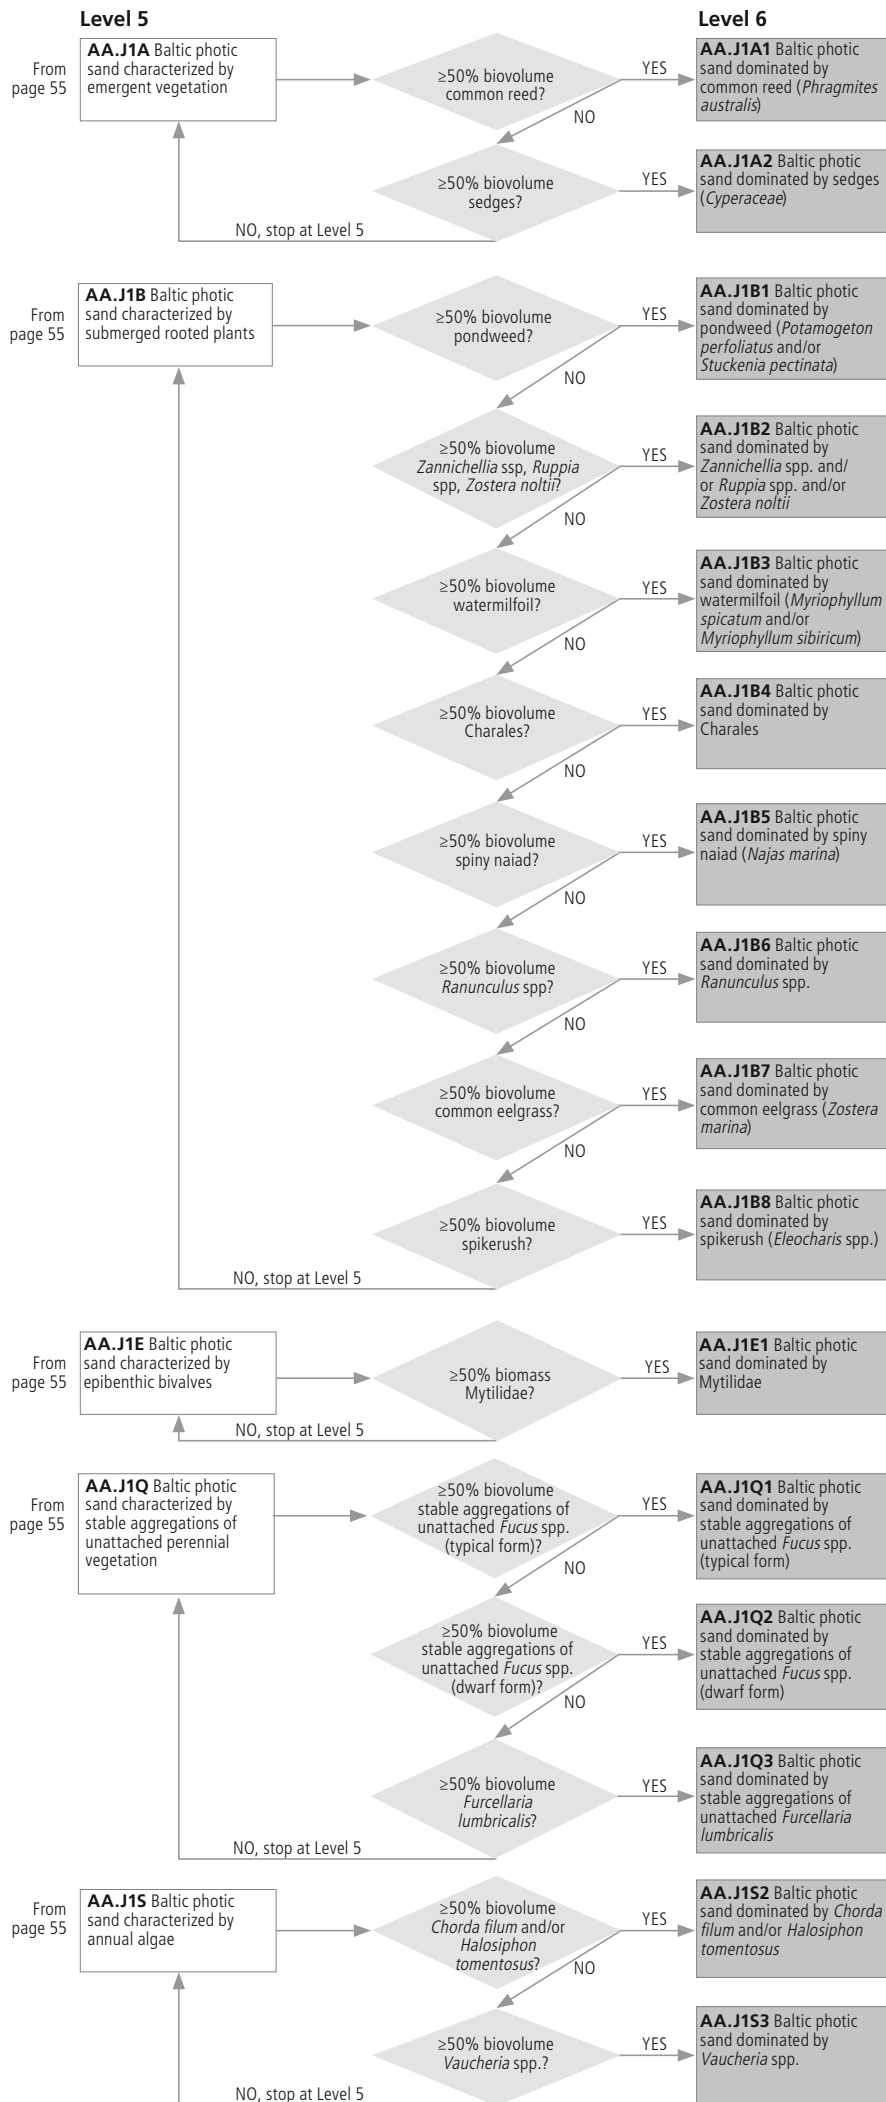 Level 5
Level 6
From
page 55
AA.J1A Baltic photic
sand characterized by
emergent vegetation
≥50% biovolume
common reed?
YES
NO
AA.J1A1 Baltic photic
sand dominated by
common reed (Phragmites
australis)
≥50% biovolume
sedges?
YES
NO, stop at Level 5
AA.J1A2 Baltic photic
sand dominated by sedges
(Cyperaceae)
From
page 55
AA.J1B Baltic photic
sand characterized by
submerged rooted plants
≥50% biovolume
pondweed?
YES
NO
AA.J1B1 Baltic photic
sand dominated by
pondweed (Potamogeton
perfoliatus and/or
Stuckenia pectinata)
≥50% biovolume
Zannichellia ssp, Ruppia
spp, Zostera noltii?
YES
NO
AA.J1B2 Baltic photic
sand dominated by
Zannichellia spp. and/
or Ruppia spp. and/or
Zostera noltii
≥50% biovolume
watermilfoil?
YES
NO
AA.J1B3 Baltic photic
sand dominated by
watermilfoil (Myriophyllum
spicatum and/or
Myriophyllum sibiricum)
≥50% biovolume
Charales?
YES
NO
AA.J1B4 Baltic photic
sand dominated by
Charales
≥50% biovolume
spiny naiad?
YES
NO
AA.J1B5 Baltic photic
sand dominated by spiny
naiad (Najas marina)
≥50% biovolume
Ranunculus spp?
YES
NO
AA.J1B6 Baltic photic
sand dominated by
Ranunculus spp.
≥50% biovolume
common eelgrass?
YES
NO
AA.J1B7 Baltic photic
sand dominated by
common eelgrass (Zostera
marina)
≥50% biovolume
spikerush?
YES
NO, stop at Level 5
AA.J1B8 Baltic photic
sand dominated by
spikerush (Eleocharis spp.)
From
page 55
AA.J1E Baltic photic
sand characterized by
epibenthic bivalves
≥50% biomass
Mytilidae?
YES
NO, stop at Level 5
AA.J1E1 Baltic photic
sand dominated by
Mytilidae
From
page 55
AA.J1Q Baltic photic
sand characterized by
stable aggregations of
unattached perennial
vegetation
≥50% biovolume
stable aggregations of
unattached Fucus spp.
(typical form)?
YES
NO
AA.J1Q1 Baltic photic
sand dominated by
stable aggregations of
unattached Fucus spp.
(typical form)
≥50% biovolume
stable aggregations of
unattached Fucus spp.
(dwarf form)?
YES
NO
AA.J1Q2 Baltic photic
sand dominated by
stable aggregations of
unattached Fucus spp.
(dwarf form)
≥50% biovolume
Furcellaria
lumbricalis?
YES
NO, stop at Level 5
AA.J1Q3 Baltic photic
sand dominated by
stable aggregations of
unattached Furcellaria
lumbricalis
From
page 55
AA.J1S Baltic photic
sand characterized by
annual algae
≥50% biovolume
Chorda filum and/or
Halosiphon
tomentosus?
YES
NO
AA.J1S2 Baltic photic
sand dominated by Chorda
filum and/or Halosiphon
tomentosus
≥50% biovolume
Vaucheria spp.?
YES
NO, stop at Level 5
AA.J1S3 Baltic photic
sand dominated by
Vaucheria spp.